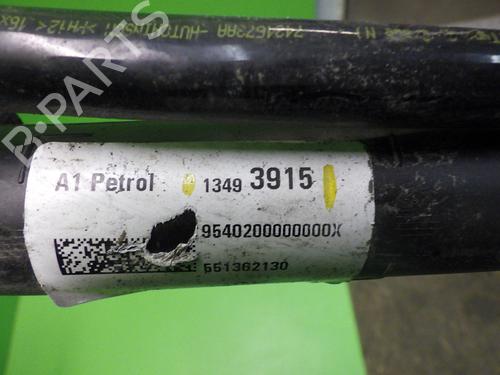 B-PARTS
A1 Petrol 1349 3915
9540200000000X
551362130